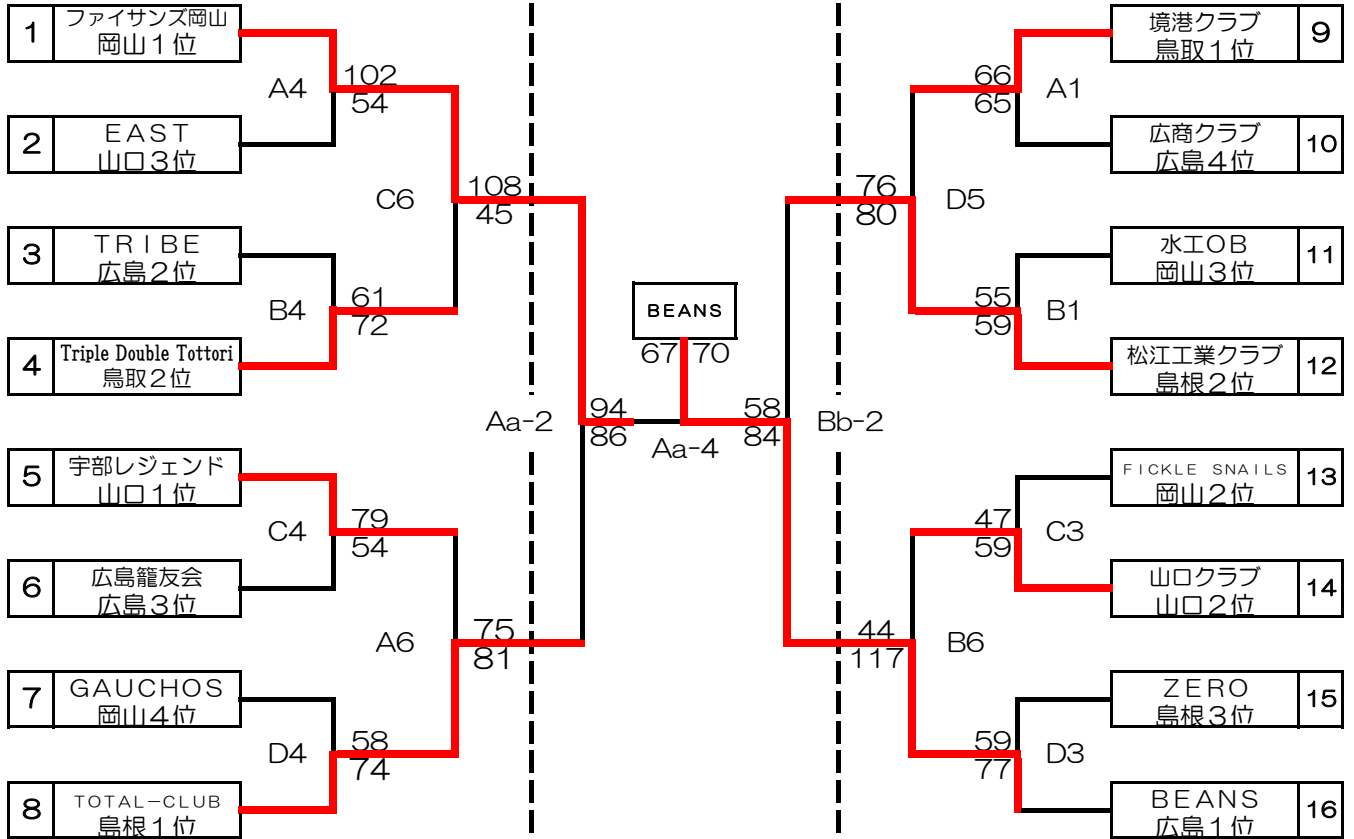 1
ファイサンズ岡山
岡山1位
2
EAST
山口3位
A4
102
54
3
TRIBE
広島2位
4
Triple Double Tottori
鳥取2位
B4
61
72
C6
108
45
5
宇部レジェンド
山口1位
6
広島籠友会
広島3位
C4
79
54
7
GAUCHOS
岡山4位
8
TOTAL-CLUB
島根1位
D4
58
74
A6
75
81
Aa-2
94
86
BEANS
67 70
Aa-4
58
84
Bb-2
76
80
D5
66
65
A1
境港クラブ
鳥取1位
9
広商クラブ
広島4位
10
55
59
B1
水工OB
岡山3位
11
松江工業クラブ
島根2位
12
44
117
B6
47
59
C3
FICKLE SNAILS
岡山2位
13
山口クラブ
山口2位
14
59
77
D3
ZERO
島根3位
15
BEANS
広島1位
16